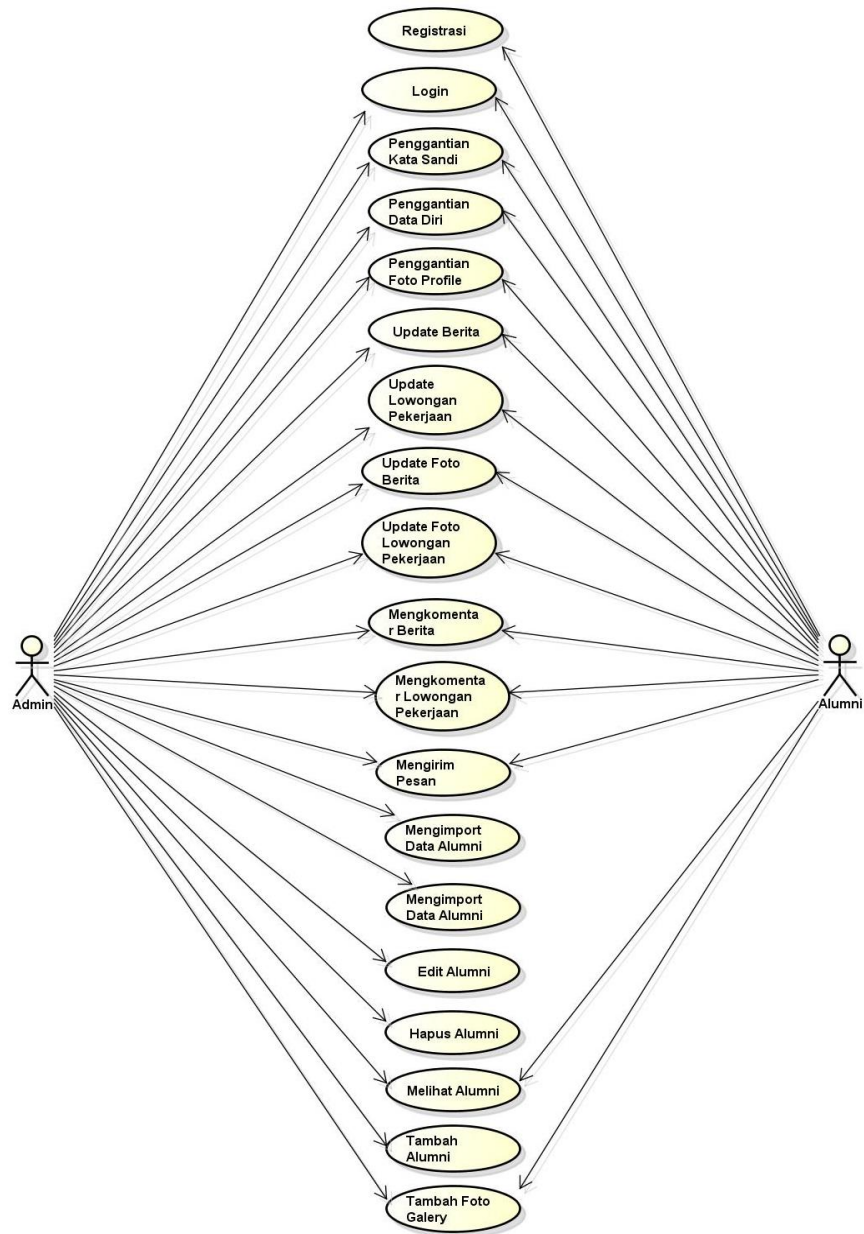 Registrasi
Login
Penggantian
Kata Sandi
Penggantian
Data Diri
Penggantian
Foto Profile
Update Berita
Update
Lowongan
Pekerjaan
Update Foto
Berita
Update Foto
Lowongan
Pekerjaan
Mengkomenta
r Berita
Mengkomenta
r Lowongan
Pekerjaan
Admin
Alumni
Mengirim
Pesan
Mengimport
Data Alumni
Mengimport
Data Alumni
Edit Alumni
Hapus Alumni
Melihat Alumni
Tambah
Alumni
Tambah Foto
Galery